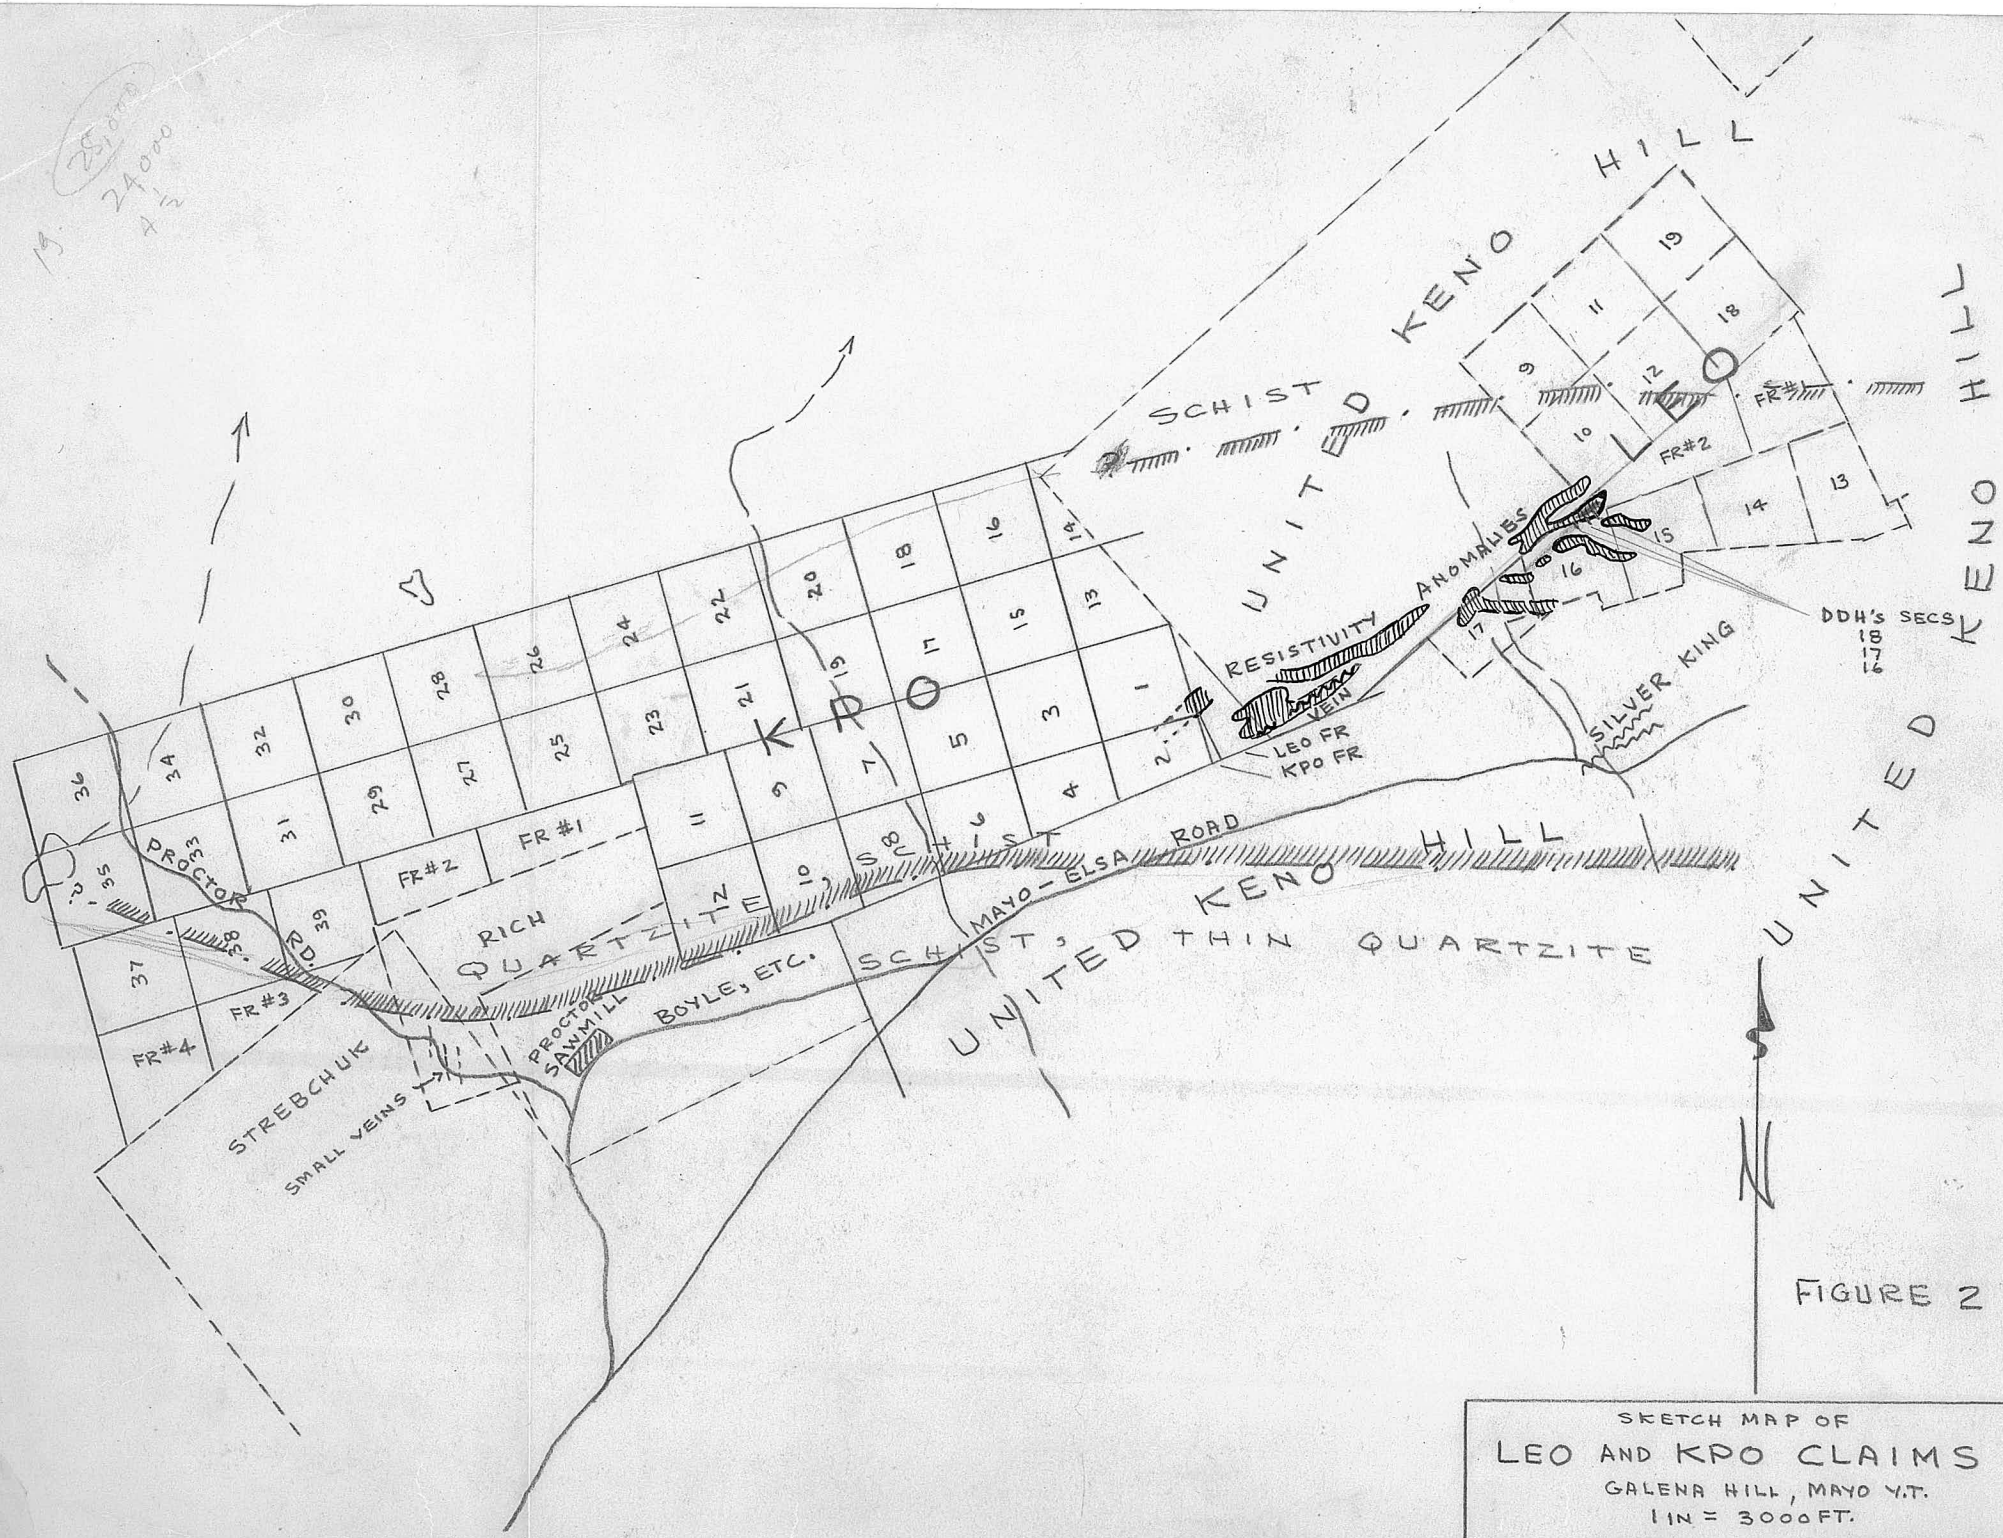 25,000
24000
19
UNITED KENO HILL
SCHIST
19
11
18
9
12
10
LEO
FR#1
FR#2
13
14
15
16
17
ANOMALIES
RESISTIVITY
VEIN
LEO FR
KPO FR
DDH's SECS
18
17
16
SILVER KING
UNITED KENO HILL
14
16
18
20
22
24
26
28
30
32
34
36
13
15
17
19
21
23
25
27
29
31
33
35
KPO
1
3
5
7
9
11
2
4
6
8
10
12
FR #1
FR #2
PROCTOR RD.
39
38
37
FR#3
FR#4
RICH
QUARTZITE
SCHIST
MAYO - ELSA ROAD
UNITED KENO HILL
SCHIST, THIN QUARTZITE
BOYLE, ETC.
PROCTOR
SAWMILL
STREBCHUK
SMALL VEINS
N
FIGURE 2
SKETCH MAP OF
LEO AND KPO CLAIMS
GALENA HILL, MAYO Y.T.
1 IN = 3000 FT.